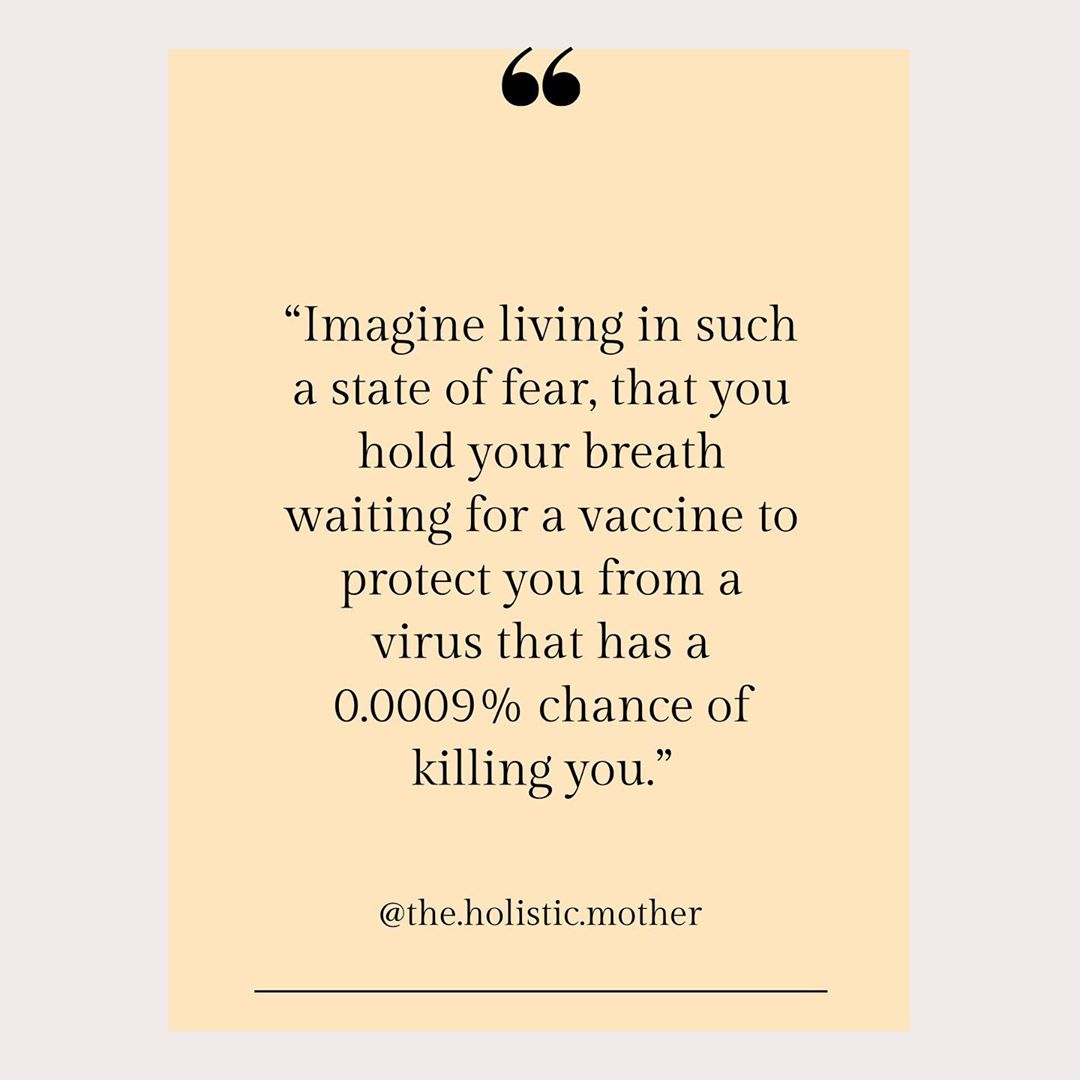 “
“Imagine living in such
a state of fear, that you
hold your breath
waiting for a vaccine to
protect you from a
virus that has a
0.0009% chance of
killing you.”
@the.holistic.mother